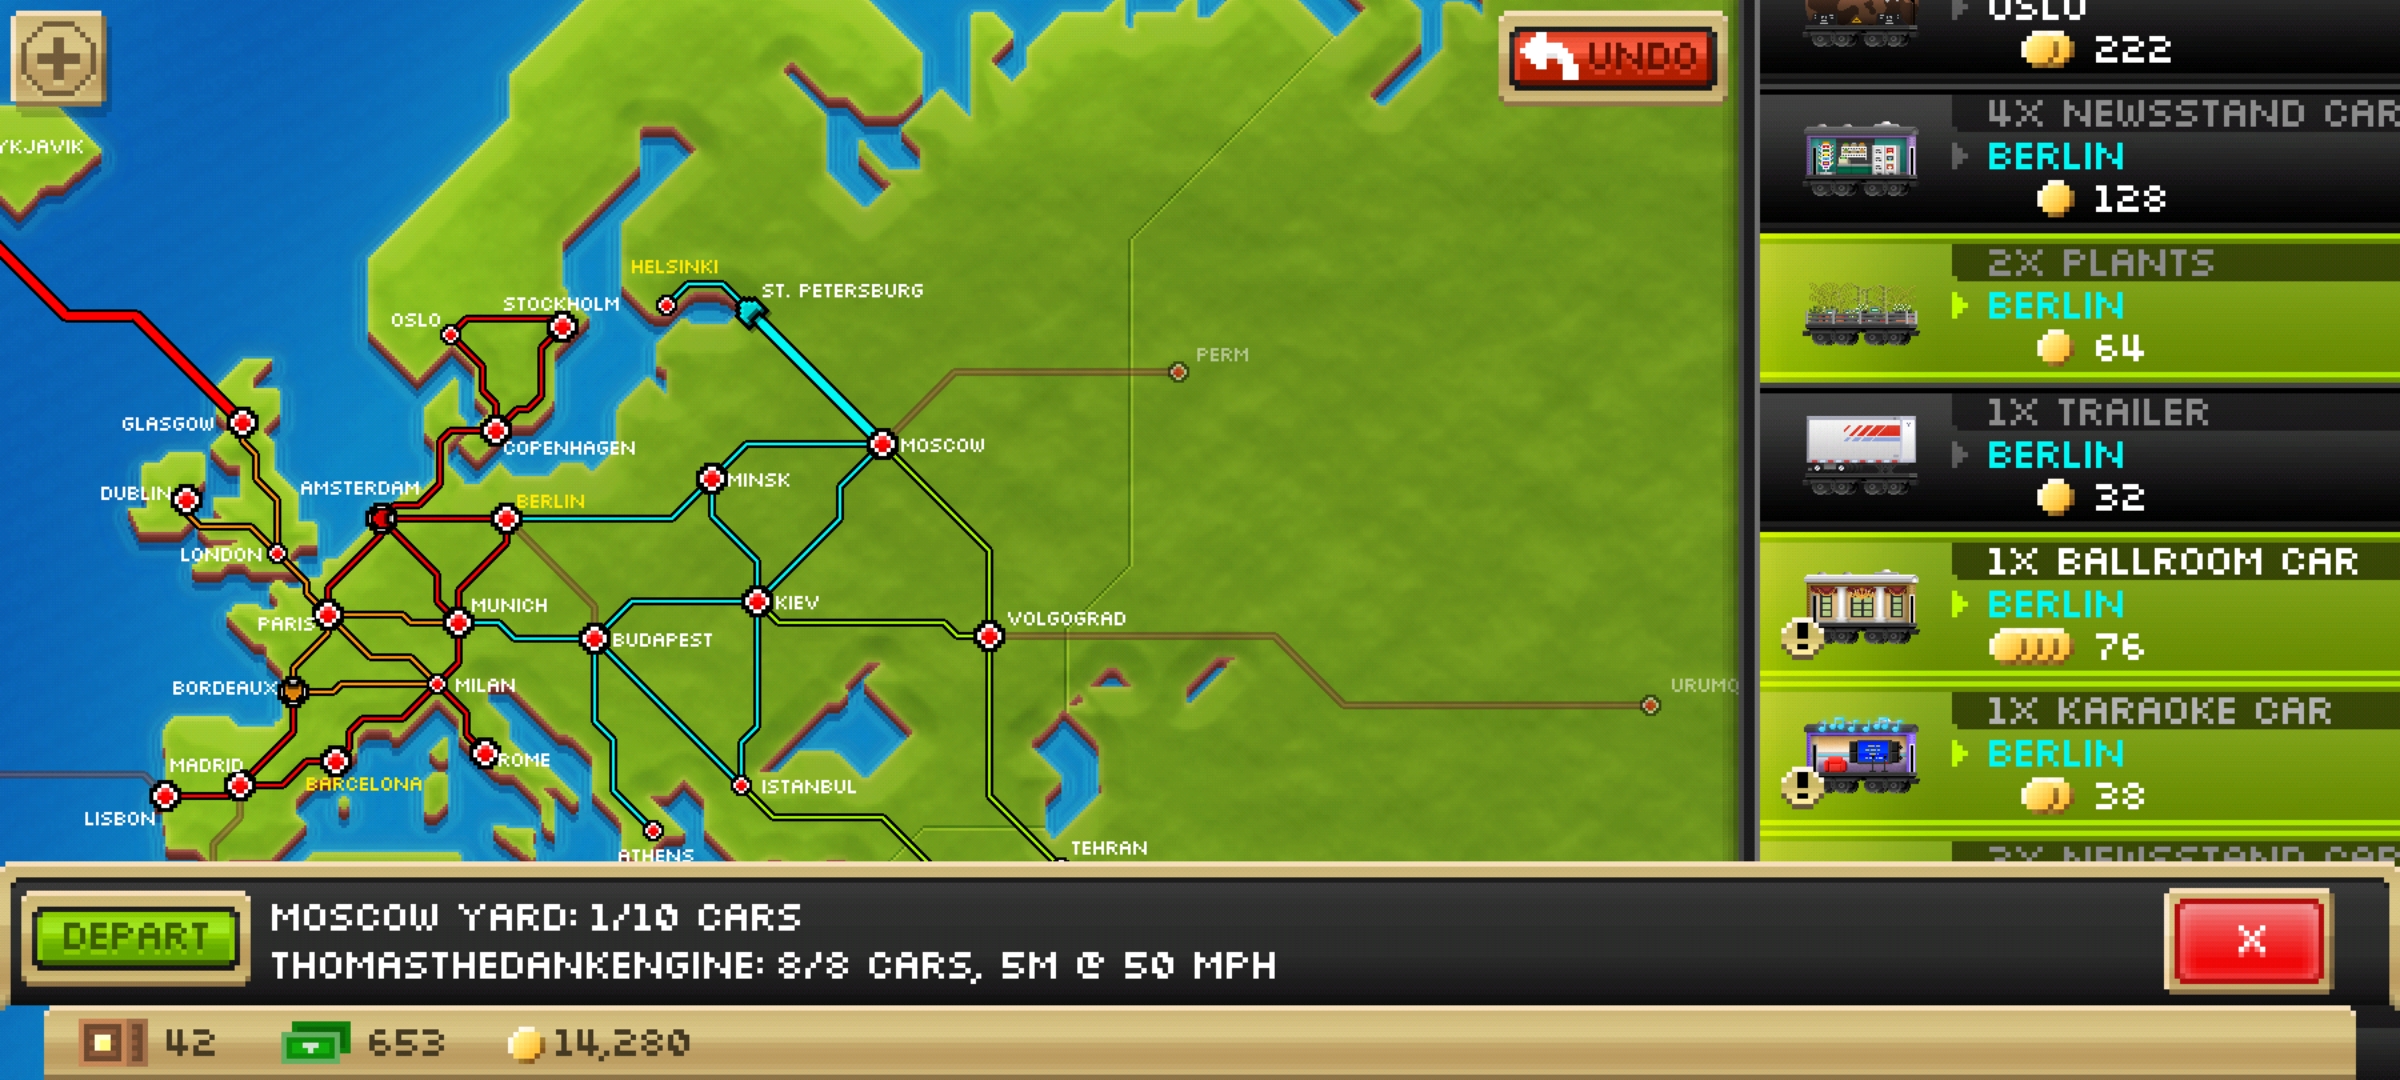 YKJAVIK
UNDO
HELSINKI
ST. PETERSBURG
STOCKHOLM
OSLO
PERM
GLASGOW
COPENHAGEN
MOSCOW
MINSK
AMSTERDAM
DUBLIN
BERLIN
LONDON
MUNICH
KIEV
PARIS
BUDAPEST
VOLGOGRAD
BORDEAUX
MILAN
URUMQ
MADRID
ROME
BARCELONA
ISTANBUL
LISBON
ATHENS
TEHRAN
OSLO
222
4X NEWSSTAND CAR
BERLIN
128
2X PLANTS
BERLIN
64
1X TRAILER
BERLIN
32
1X BALLROOM CAR
BERLIN
76
1X KARAOKE CAR
BERLIN
38
NEWSSTAND CAR
DEPART
MOSCOW YARD: 1/10 CARS
THOMASTHEDANKENGINE: 8/8 CARS, 5M @ 50 MPH
X
42
653
14,280